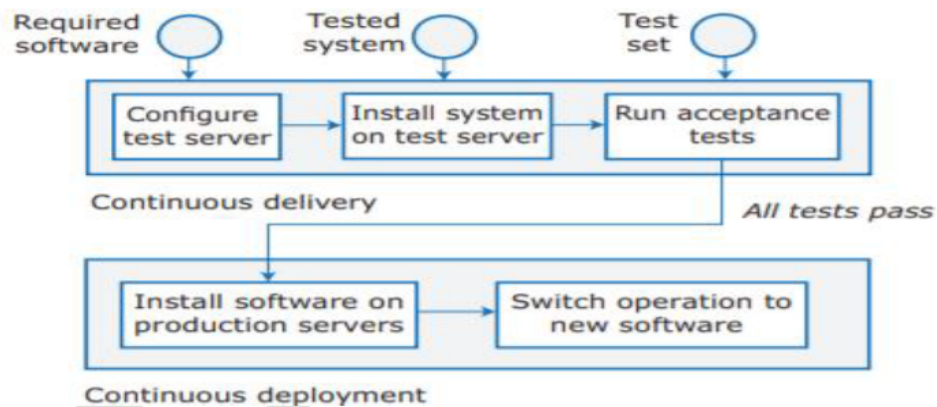 Required
software
Tested
system
Test
set
Configure
test server
Install system
on test server
Run acceptance
tests
Continuous delivery
All tests pass
Install software on
production servers
Switch operation to
new software
Continuous deployment